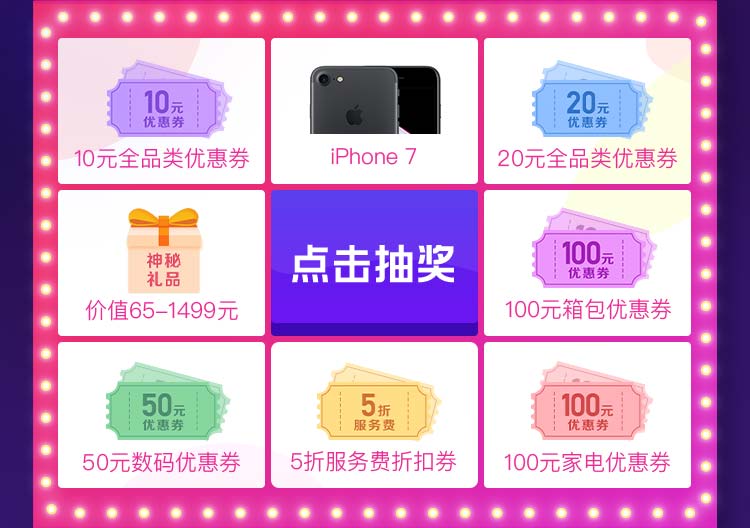 10元
优惠券
10元全品类优惠券
iPhone 7
20元
优惠券
20元全品类优惠券
神秘
礼品
价值65-1499元
点击抽奖
100元
优惠券
100元箱包优惠券
50元
优惠券
50元数码优惠券
5折
服务费
5折服务费折扣券
100元
优惠券
100元家电优惠券